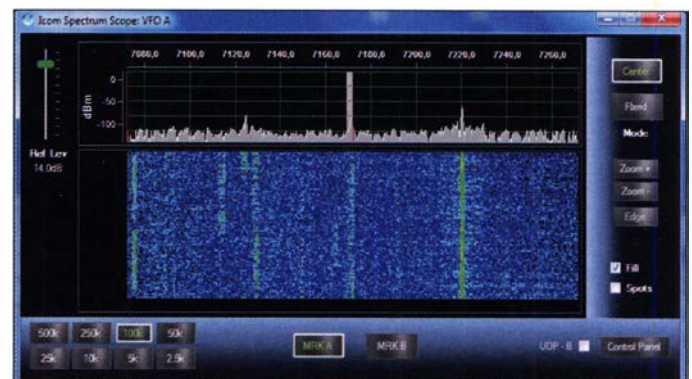 Icom Spectrum Scope: VFO A
7080,0 7100,0 7120,0 7140,0 7160,0 7180,0 7200,0 7220,0 7240,0 7260,0
dBm
0-
-50-
-100-
Ref Lev
14.0dB
Center
Fixed
Mode
Zoom +
Zoom -
Edge
Fill
Spots
500k 250k 100k 50k
25k 10k 5k 2.5k
MRK A MRK B
UDP - B Control Panel